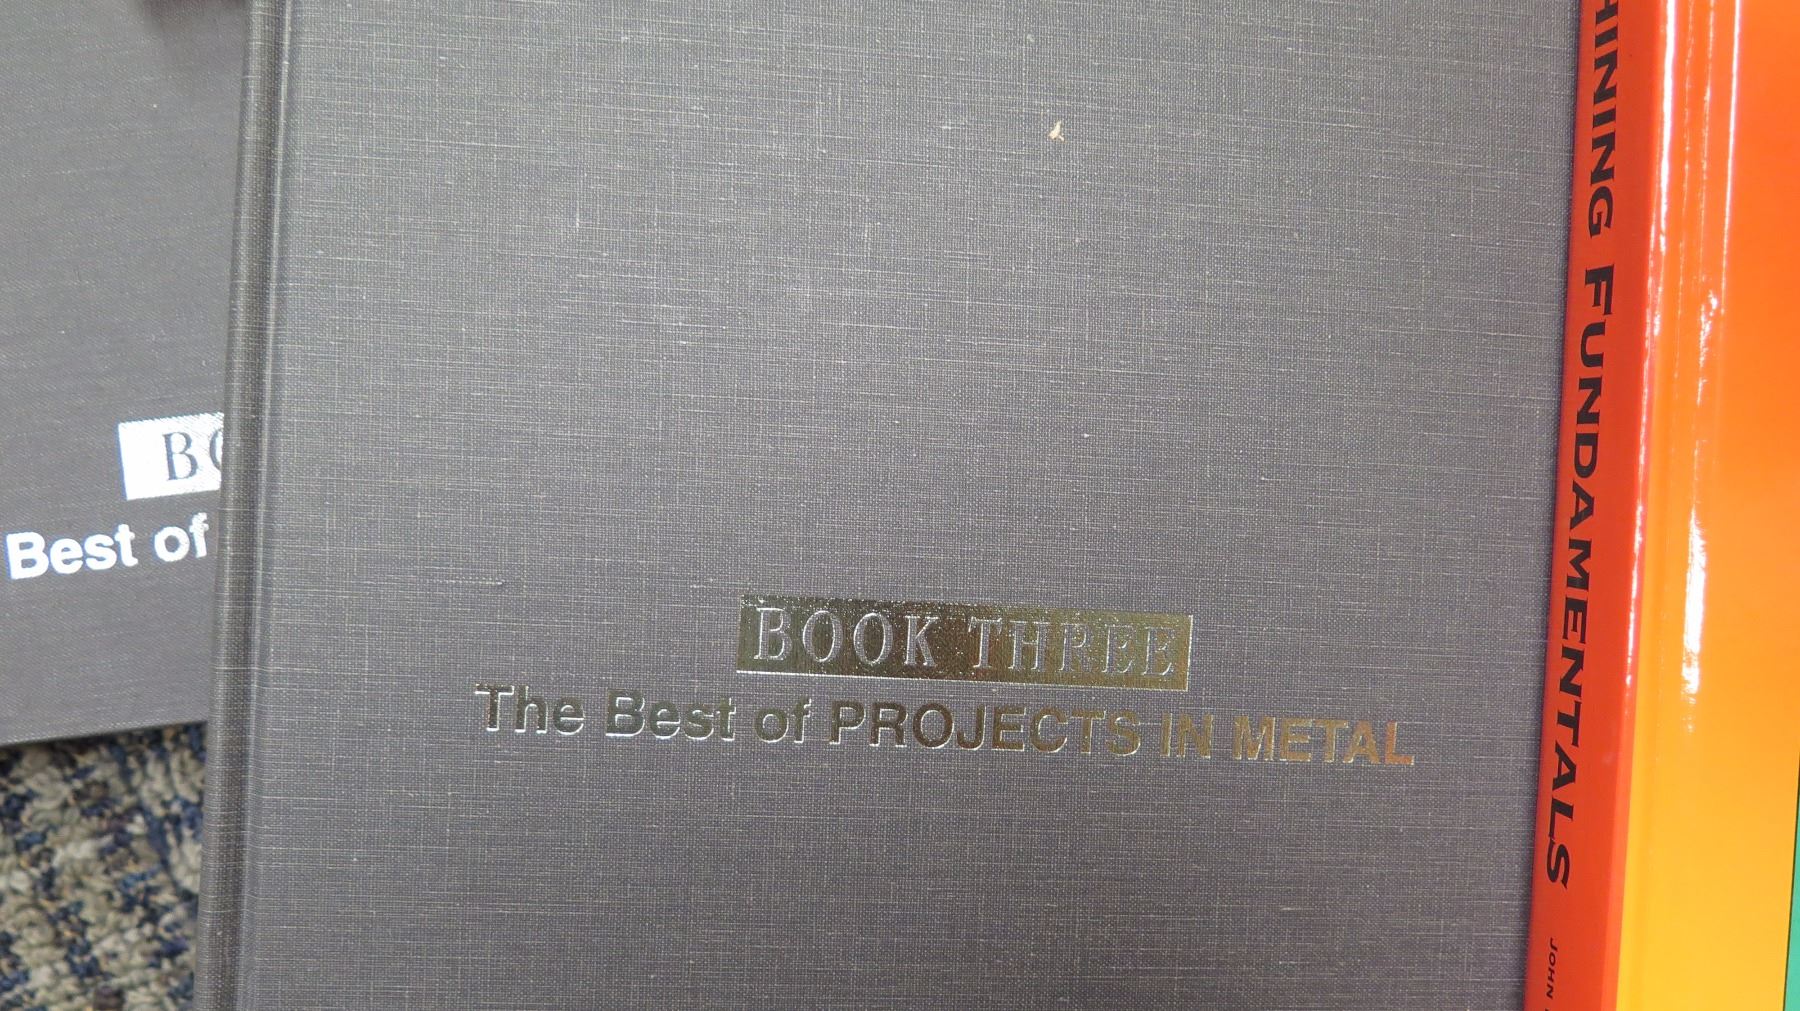 BO
Best of
BOOK THREE
The Best of PROJECTS IN METAL
HINING FUNDAMENTALS
JOHN